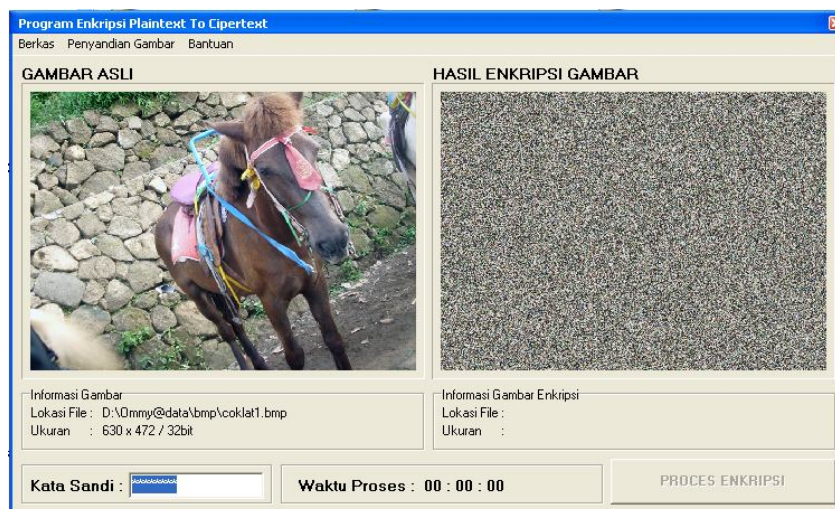 Program Enkripsi Plaintext To Cipertext
Berkas Penyandian Gambar Bantuan
GAMBAR ASLI
HASIL ENKRIPSI GAMBAR
Informasi Gambar
Lokasi File : D:\Ommy@data\bmp\coklat1.bmp
Ukuran : 630 x 472 / 32bit
Informasi Gambar Enkripsi
Lokasi File :
Ukuran :
Kata Sandi : ********
Waktu Proses : 00 : 00 : 00
PROCES ENKRIPSI